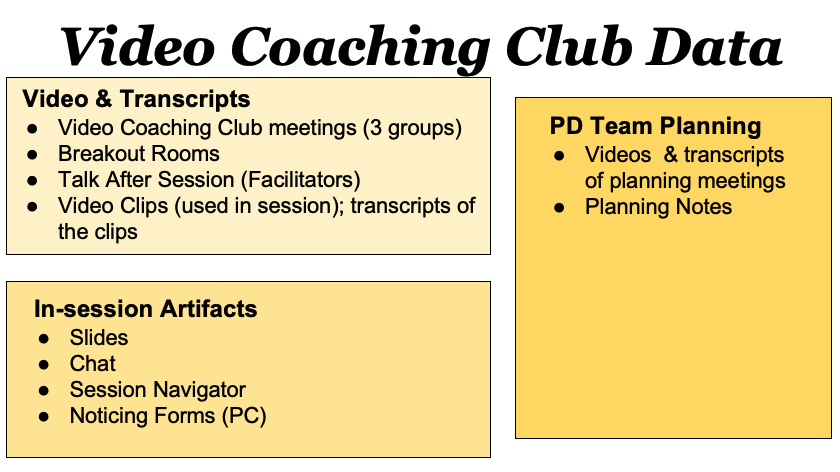 Video Coaching Club Data
Video & Transcripts
● Video Coaching Club meetings (3 groups)
● Breakout Rooms
● Talk After Session (Facilitators)
● Video Clips (used in session); transcripts of
the clips
In-session Artifacts
● Slides
● Chat
● Session Navigator
● Noticing Forms (PC)
PD Team Planning
● Videos & transcripts
of planning meetings
● Planning Notes